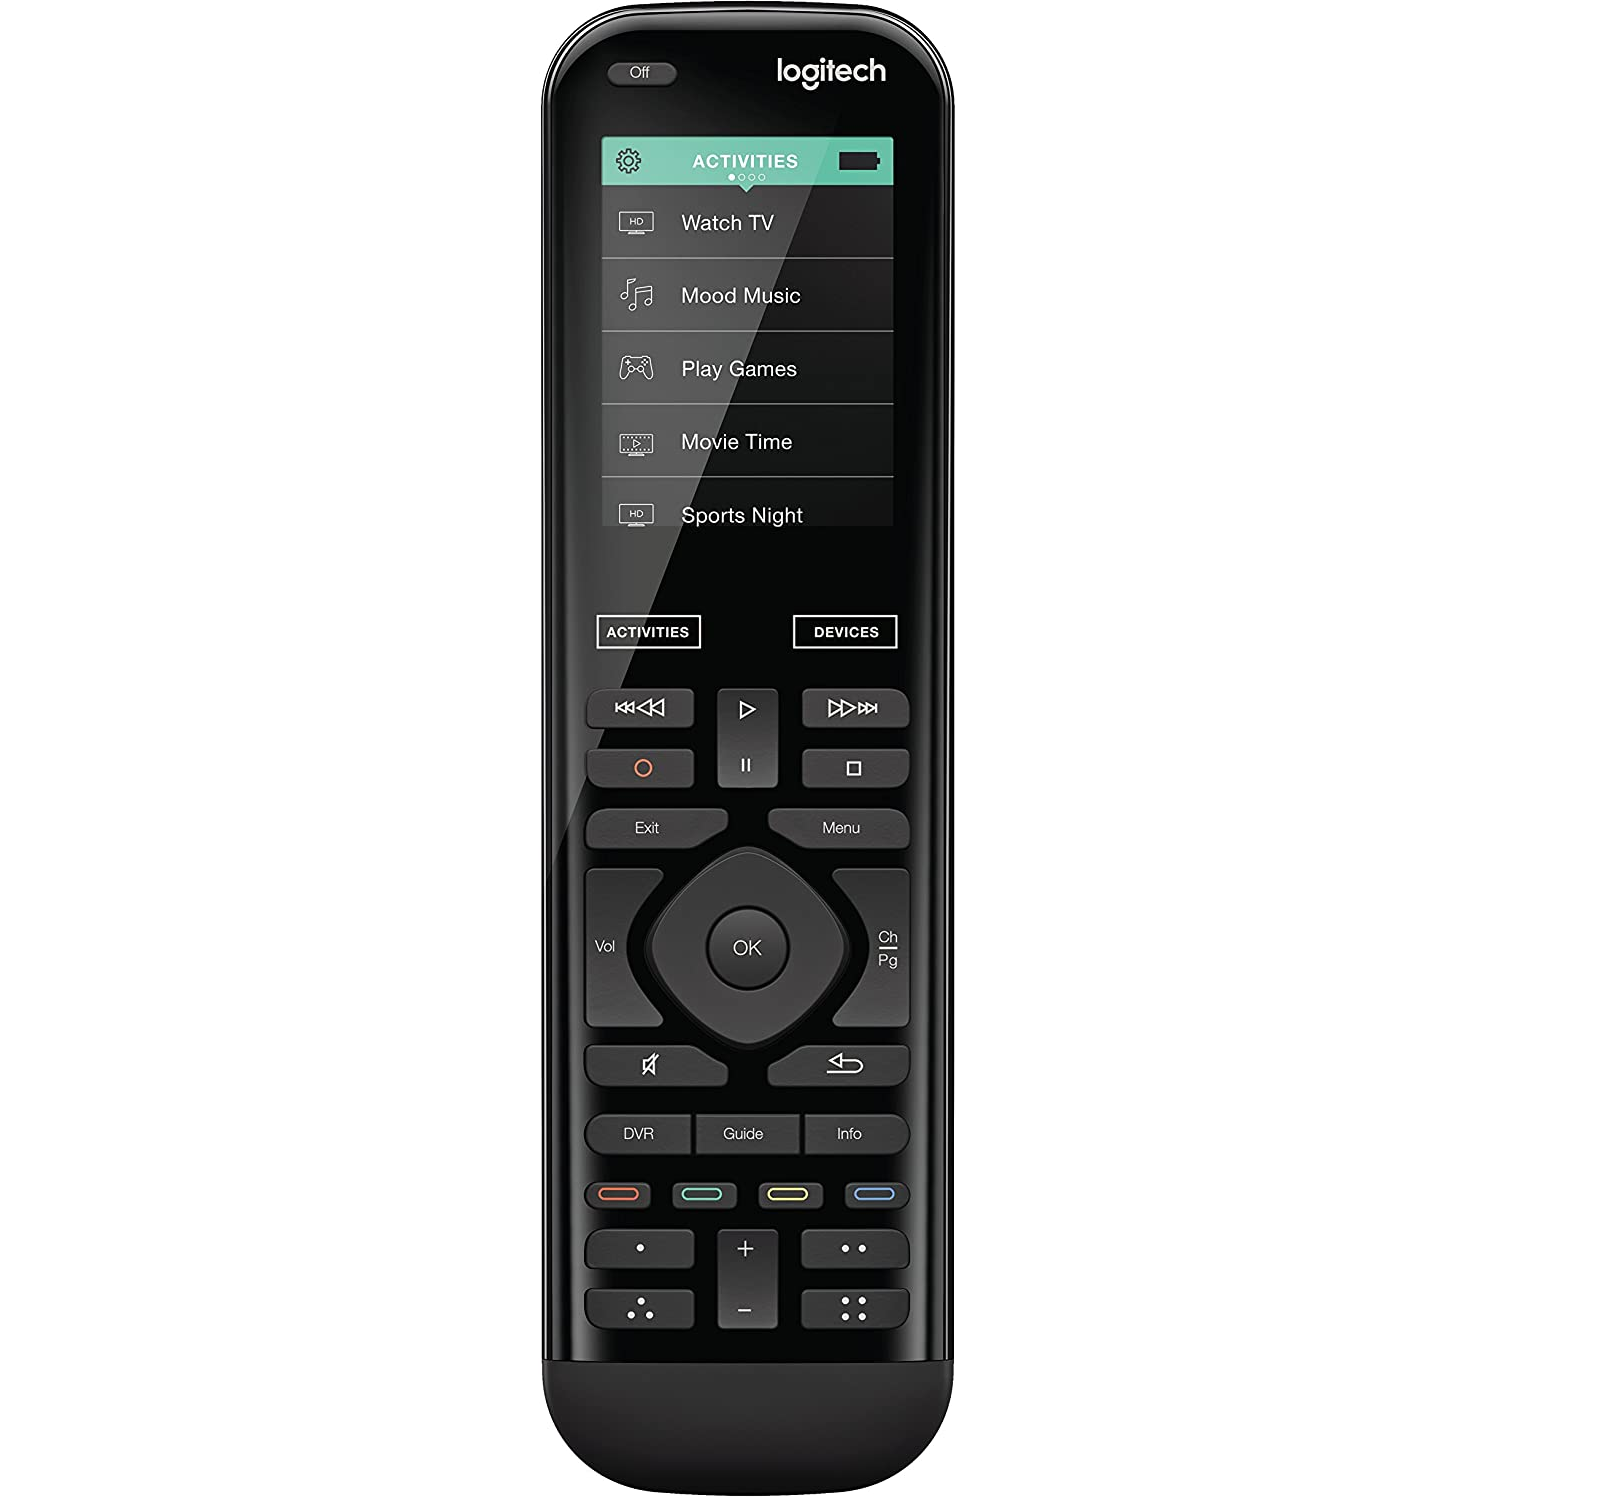 Off
logitech
ACTIVITIES
HD
Watch TV
Mood Music
Play Games
Movie Time
HD
Sports Night
ACTIVITIES
DEVICES
Exit
Menu
Vol
OK
Ch
Pg
DVR
Guide
Info
+
−